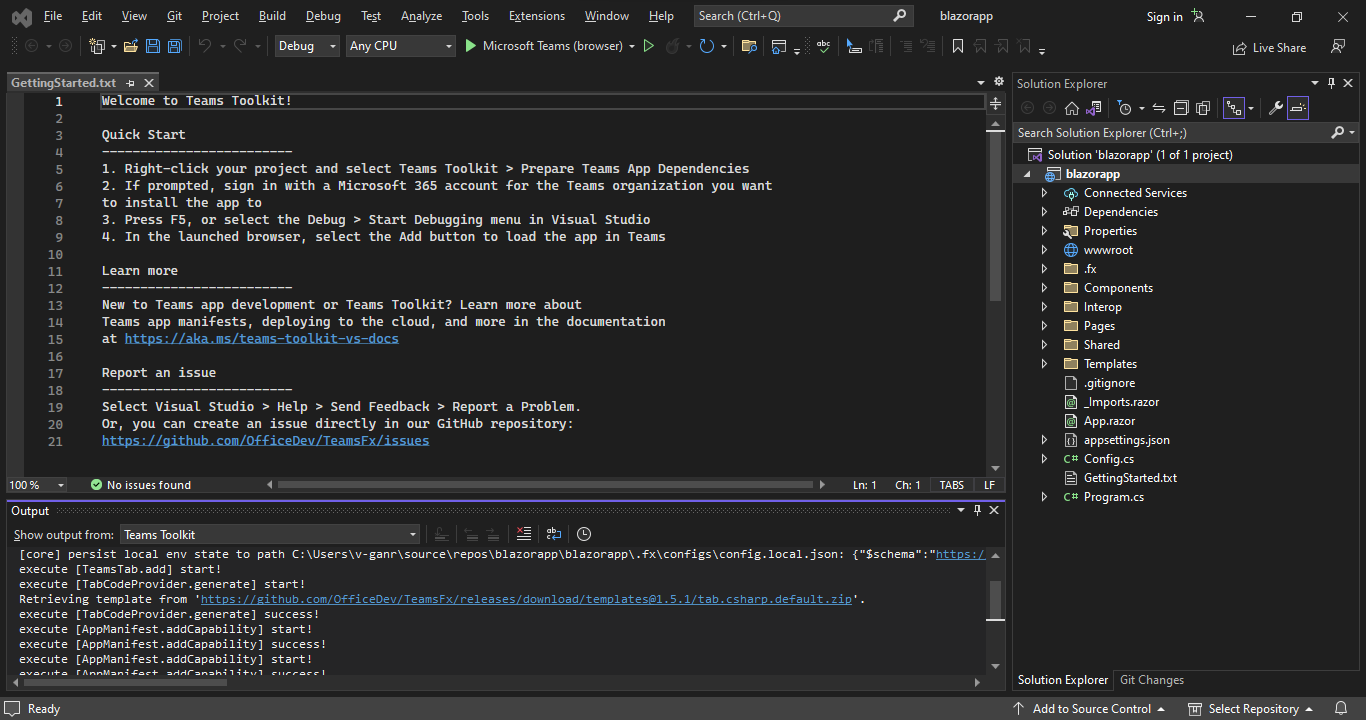 File Edit View Git Project Build Debug Test Analyze Tools Extensions Window Help Search (Ctrl+Q) blazorapp Sign in
Debug Any CPU Microsoft Teams (browser) Live Share
GettingStarted.txt
1 Welcome to Teams Toolkit!
2
3 Quick Start
4 -------------------------
5 1. Right-click your project and select Teams Toolkit > Prepare Teams App Dependencies
6 2. If prompted, sign in with a Microsoft 365 account for the Teams organization you want
7 to install the app to
8 3. Press F5, or select the Debug > Start Debugging menu in Visual Studio
9 4. In the launched browser, select the Add button to load the app in Teams
10
11 Learn more
12 -------------------------
13 New to Teams app development or Teams Toolkit? Learn more about
14 Teams app manifests, deploying to the cloud, and more in the documentation
15 at https://aka.ms/teams-toolkit-vs-docs
16
17 Report an issue
18 -------------------------
19 Select Visual Studio > Help > Send Feedback > Report a Problem.
20 Or, you can create an issue directly in our GitHub repository:
21 https://github.com/OfficeDev/TeamsFx/issues
100 % No issues found Ln: 1 Ch: 1 TABS LF
Output
Show output from: Teams Toolkit
[core] persist local env state to path C:\Users\v-ganr\source\repos\blazorapp\blazorapp\.fx\configs\config.local.json: {"$schema":"https:/
execute [TeamsTab.add] start!
execute [TabCodeProvider.generate] start!
Retrieving template from 'https://github.com/OfficeDev/TeamsFx/releases/download/templates@1.5.1/tab.csharp.default.zip'.
execute [TabCodeProvider.generate] success!
execute [AppManifest.addCapability] start!
execute [AppManifest.addCapability] success!
execute [AppManifest.addCapability] start!
execute [AppManifest.addCapability] success!
Solution Explorer
Search Solution Explorer (Ctrl+;)
Solution 'blazorapp' (1 of 1 project)
blazorapp
Connected Services
Dependencies
Properties
wwwroot
.fx
Components
Interop
Pages
Shared
Templates
.gitignore
_Imports.razor
App.razor
appsettings.json
C# Config.cs
GettingStarted.txt
C# Program.cs
Solution Explorer Git Changes
Ready Add to Source Control Select Repository